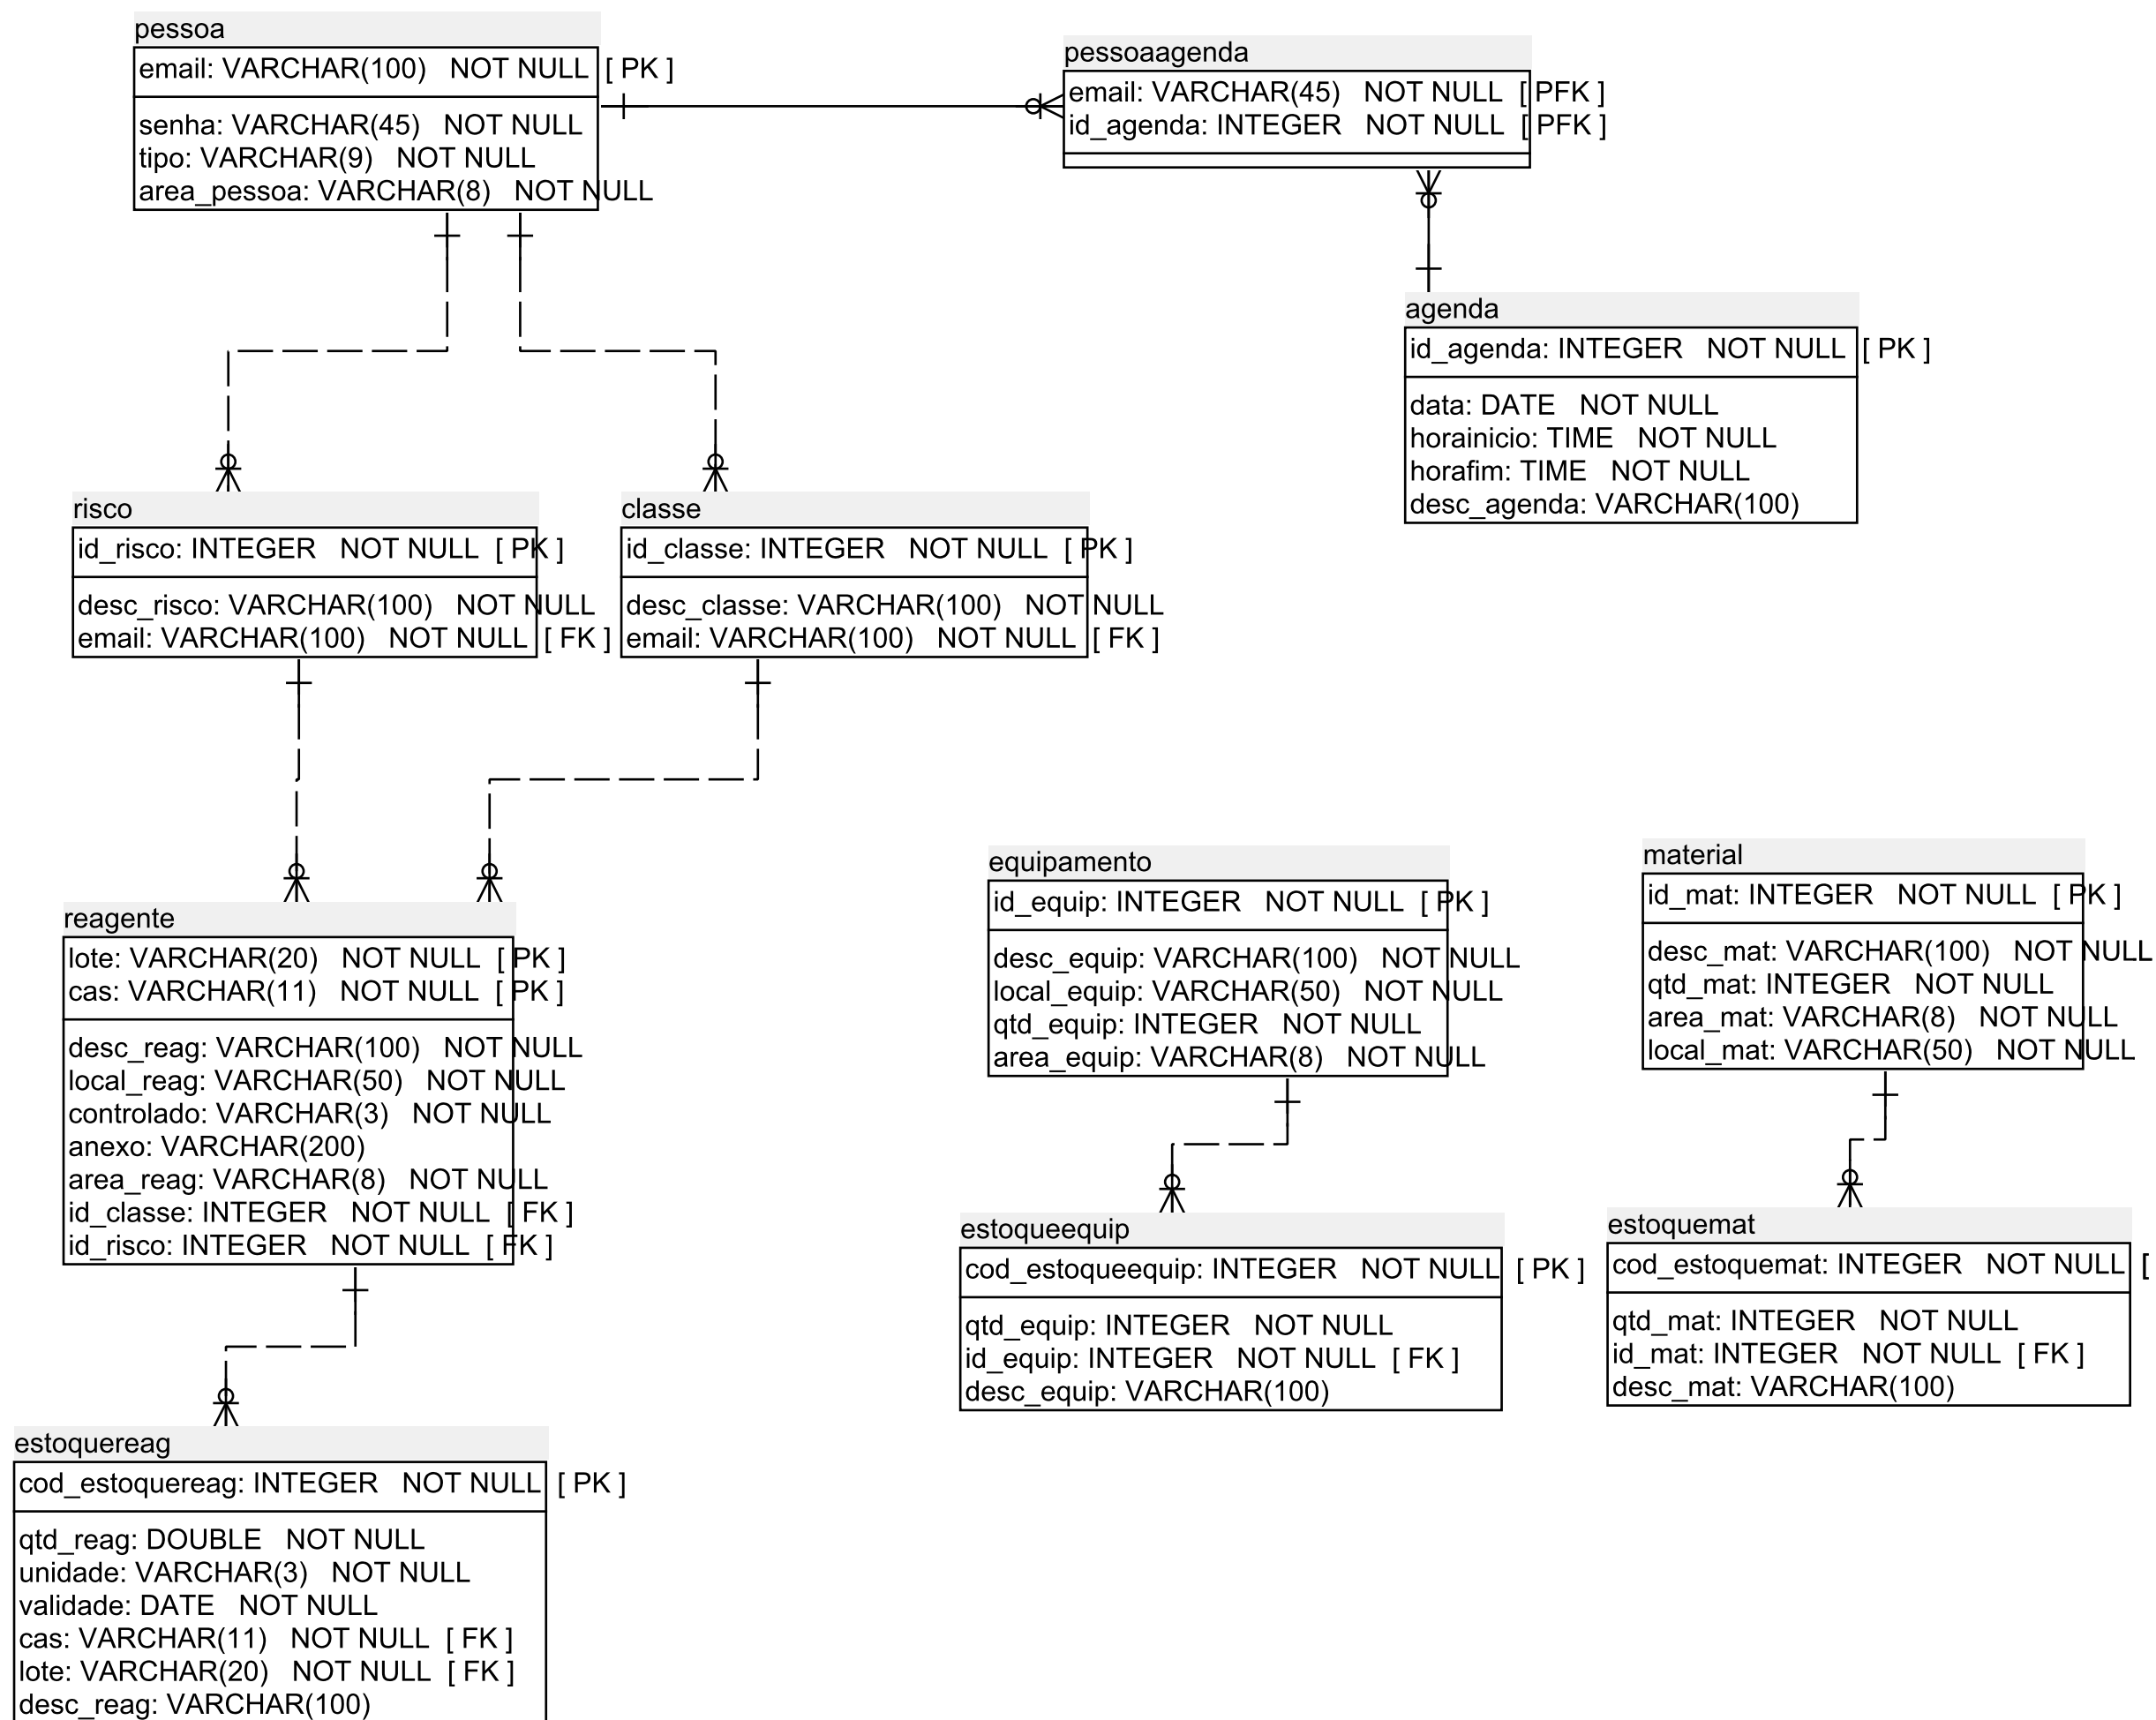 pessoa
email: VARCHAR(100) NOT NULL [ PK ]
senha: VARCHAR(45) NOT NULL
tipo: VARCHAR(9) NOT NULL
area_pessoa: VARCHAR(8) NOT NULL
pessoaagenda
email: VARCHAR(45) NOT NULL [ PFK ]
id_agenda: INTEGER NOT NULL [ PFK ]
agenda
id_agenda: INTEGER NOT NULL [ PK ]
data: DATE NOT NULL
horainicio: TIME NOT NULL
horafim: TIME NOT NULL
desc_agenda: VARCHAR(100)
risco
id_risco: INTEGER NOT NULL [ PK ]
desc_risco: VARCHAR(100) NOT NULL
email: VARCHAR(100) NOT NULL [ FK ]
classe
id_classe: INTEGER NOT NULL [ PK ]
desc_classe: VARCHAR(100) NOT NULL
email: VARCHAR(100) NOT NULL [ FK ]
reagente
lote: VARCHAR(20) NOT NULL [ PK ]
cas: VARCHAR(11) NOT NULL [ PK ]
desc_reag: VARCHAR(100) NOT NULL
local_reag: VARCHAR(50) NOT NULL
controlado: VARCHAR(3) NOT NULL
anexo: VARCHAR(200)
area_reag: VARCHAR(8) NOT NULL
id_classe: INTEGER NOT NULL [ FK ]
id_risco: INTEGER NOT NULL [ FK ]
equipamento
id_equip: INTEGER NOT NULL [ PK ]
desc_equip: VARCHAR(100) NOT NULL
local_equip: VARCHAR(50) NOT NULL
qtd_equip: INTEGER NOT NULL
area_equip: VARCHAR(8) NOT NULL
material
id_mat: INTEGER NOT NULL [ PK ]
desc_mat: VARCHAR(100) NOT NULL
qtd_mat: INTEGER NOT NULL
area_mat: VARCHAR(8) NOT NULL
local_mat: VARCHAR(50) NOT NULL
estoqueequip
cod_estoqueequip: INTEGER NOT NULL [ PK ]
qtd_equip: INTEGER NOT NULL
id_equip: INTEGER NOT NULL [ FK ]
desc_equip: VARCHAR(100)
estoquemat
cod_estoquemat: INTEGER NOT NULL [
qtd_mat: INTEGER NOT NULL
id_mat: INTEGER NOT NULL [ FK ]
desc_mat: VARCHAR(100)
estoquereag
cod_estoquereag: INTEGER NOT NULL [ PK ]
qtd_reag: DOUBLE NOT NULL
unidade: VARCHAR(3) NOT NULL
validade: DATE NOT NULL
cas: VARCHAR(11) NOT NULL [ FK ]
lote: VARCHAR(20) NOT NULL [ FK ]
desc_reag: VARCHAR(100)